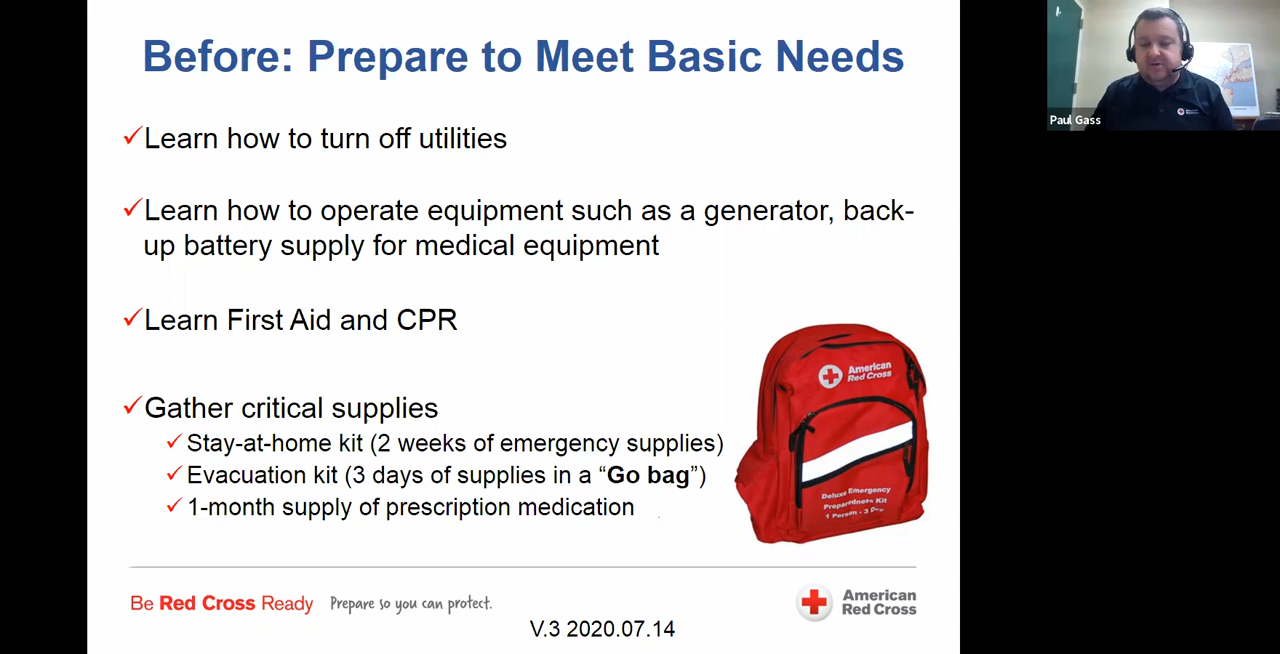 Before: Prepare to Meet Basic Needs
Learn how to turn off utilities
Learn how to operate equipment such as a generator, back-
up battery supply for medical equipment
Learn First Aid and CPR
Gather critical supplies
Stay-at-home kit (2 weeks of emergency supplies)
Evacuation kit (3 days of supplies in a “Go bag”)
1-month supply of prescription medication
American
Red Cross
Deluxe Emergency
Preparedness Kit
1 Person - 3 Day
Be Red Cross Ready
Prepare so you can protect.
American
Red Cross
V.3 2020.07.14
Paul Gass